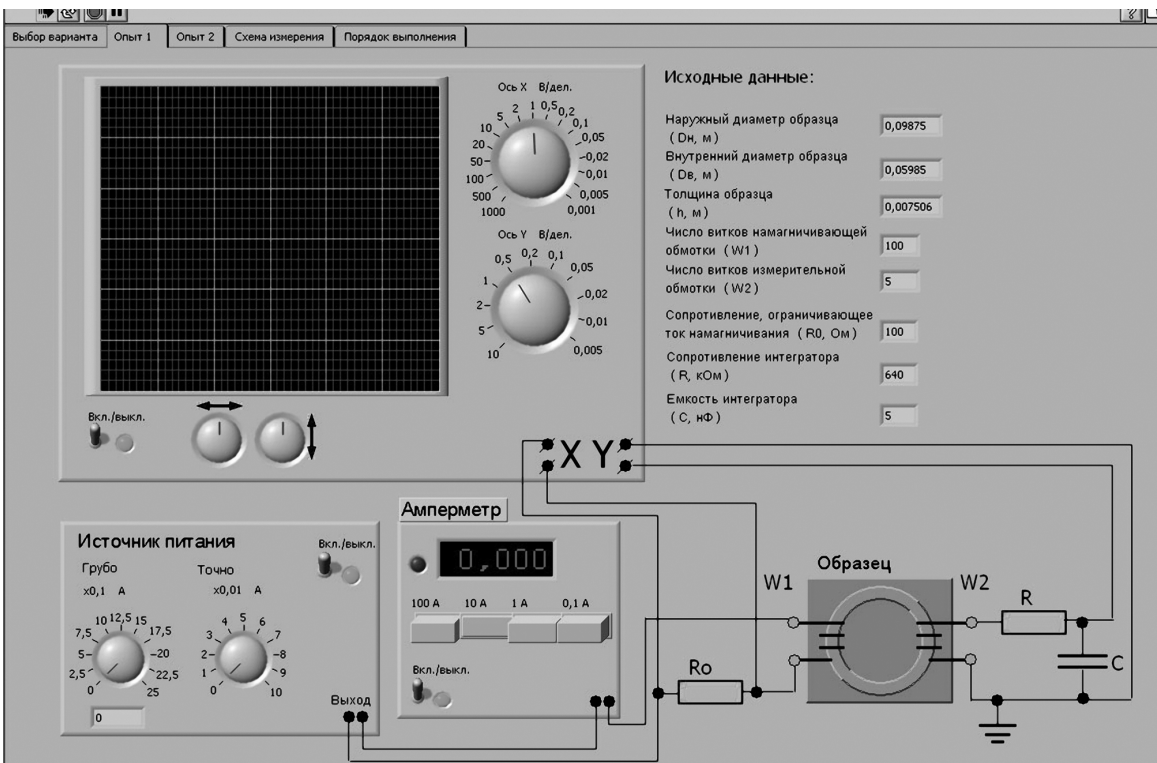 Выбор варианта Опыт 1 Опыт 2 Схема измерения Порядок выполнения
Ось X В/дел.
1000 500 100 50 20 10 5 2 1 0,5 0,2 0,1 0,05 0,02 0,01 0,005 0,001
Ось Y В/дел.
10 5 2 1 0,5 0,2 0,1 0,05 0,02 0,01 0,005
Вкл./выкл.
Исходные данные:
Наружный диаметр образца
( Dн, м)
0,09875
Внутренний диаметр образца
( Dв, м)
0,05985
Толщина образца
( h, м)
0,007506
Число витков намагничивающей
обмотки ( W1)
100
Число витков измерительной
обмотки ( W2)
5
Сопротивление, ограничивающее
ток намагничивания ( R0, Ом)
100
Сопротивление интегратора
( R, кОм)
640
Емкость интегратора
( C, нФ)
5
X Y
Источник питания
Вкл./выкл.
Грубо Точно
x0,1 A x0,01 A
0 2,5 5 7,5 10 12,5 15 17,5 20 22,5 25
0 1 2 3 4 5 6 7 8 9 10
0
Выход
Амперметр
0,000
100 A 10 A 1 A 0,1 A
Вкл./выкл.
Rо
W1
Образец
W2
R
C
?